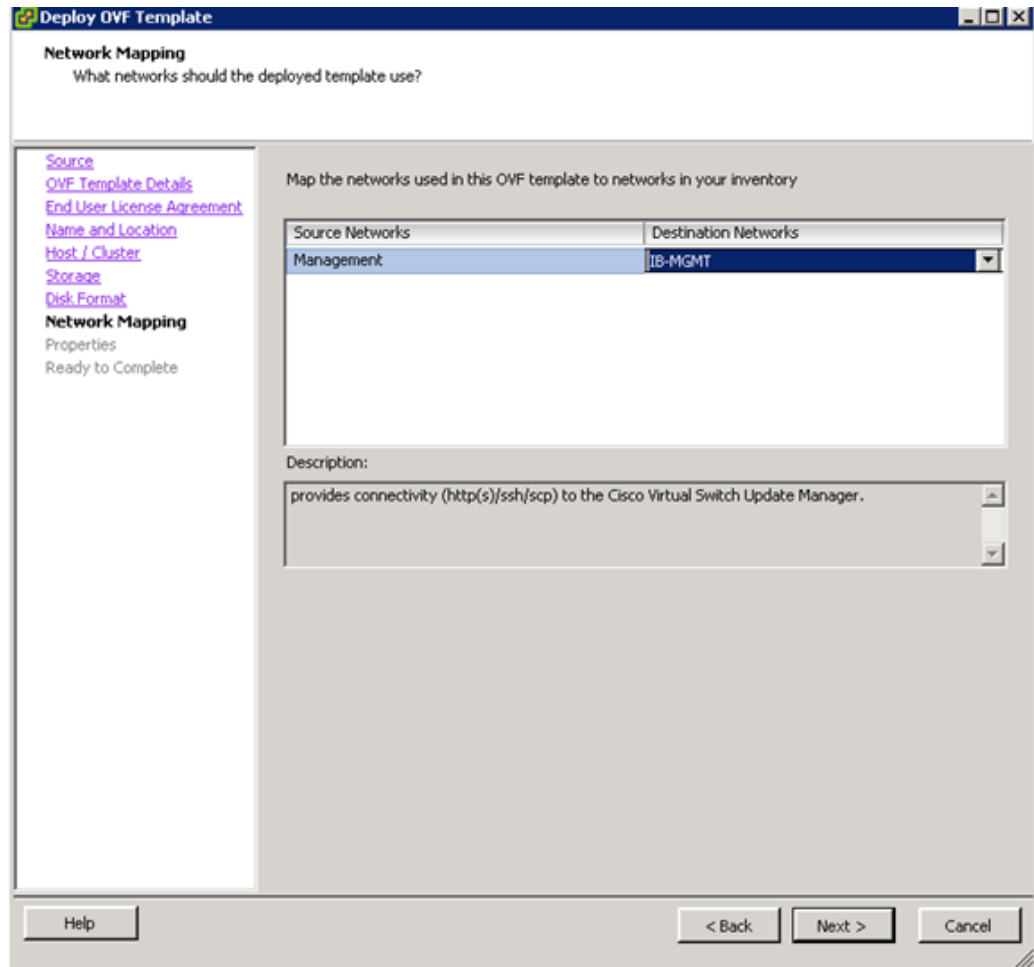 Deploy OVF Template
Network Mapping
What networks should the deployed template use?
Source
OVF Template Details
End User License Agreement
Name and Location
Host / Cluster
Storage
Disk Format
Network Mapping
Properties
Ready to Complete
Map the networks used in this OVF template to networks in your inventory
Source Networks Destination Networks
Management IB-MGMT
Description:
provides connectivity (http(s)/ssh/scp) to the Cisco Virtual Switch Update Manager.
Help < Back Next > Cancel